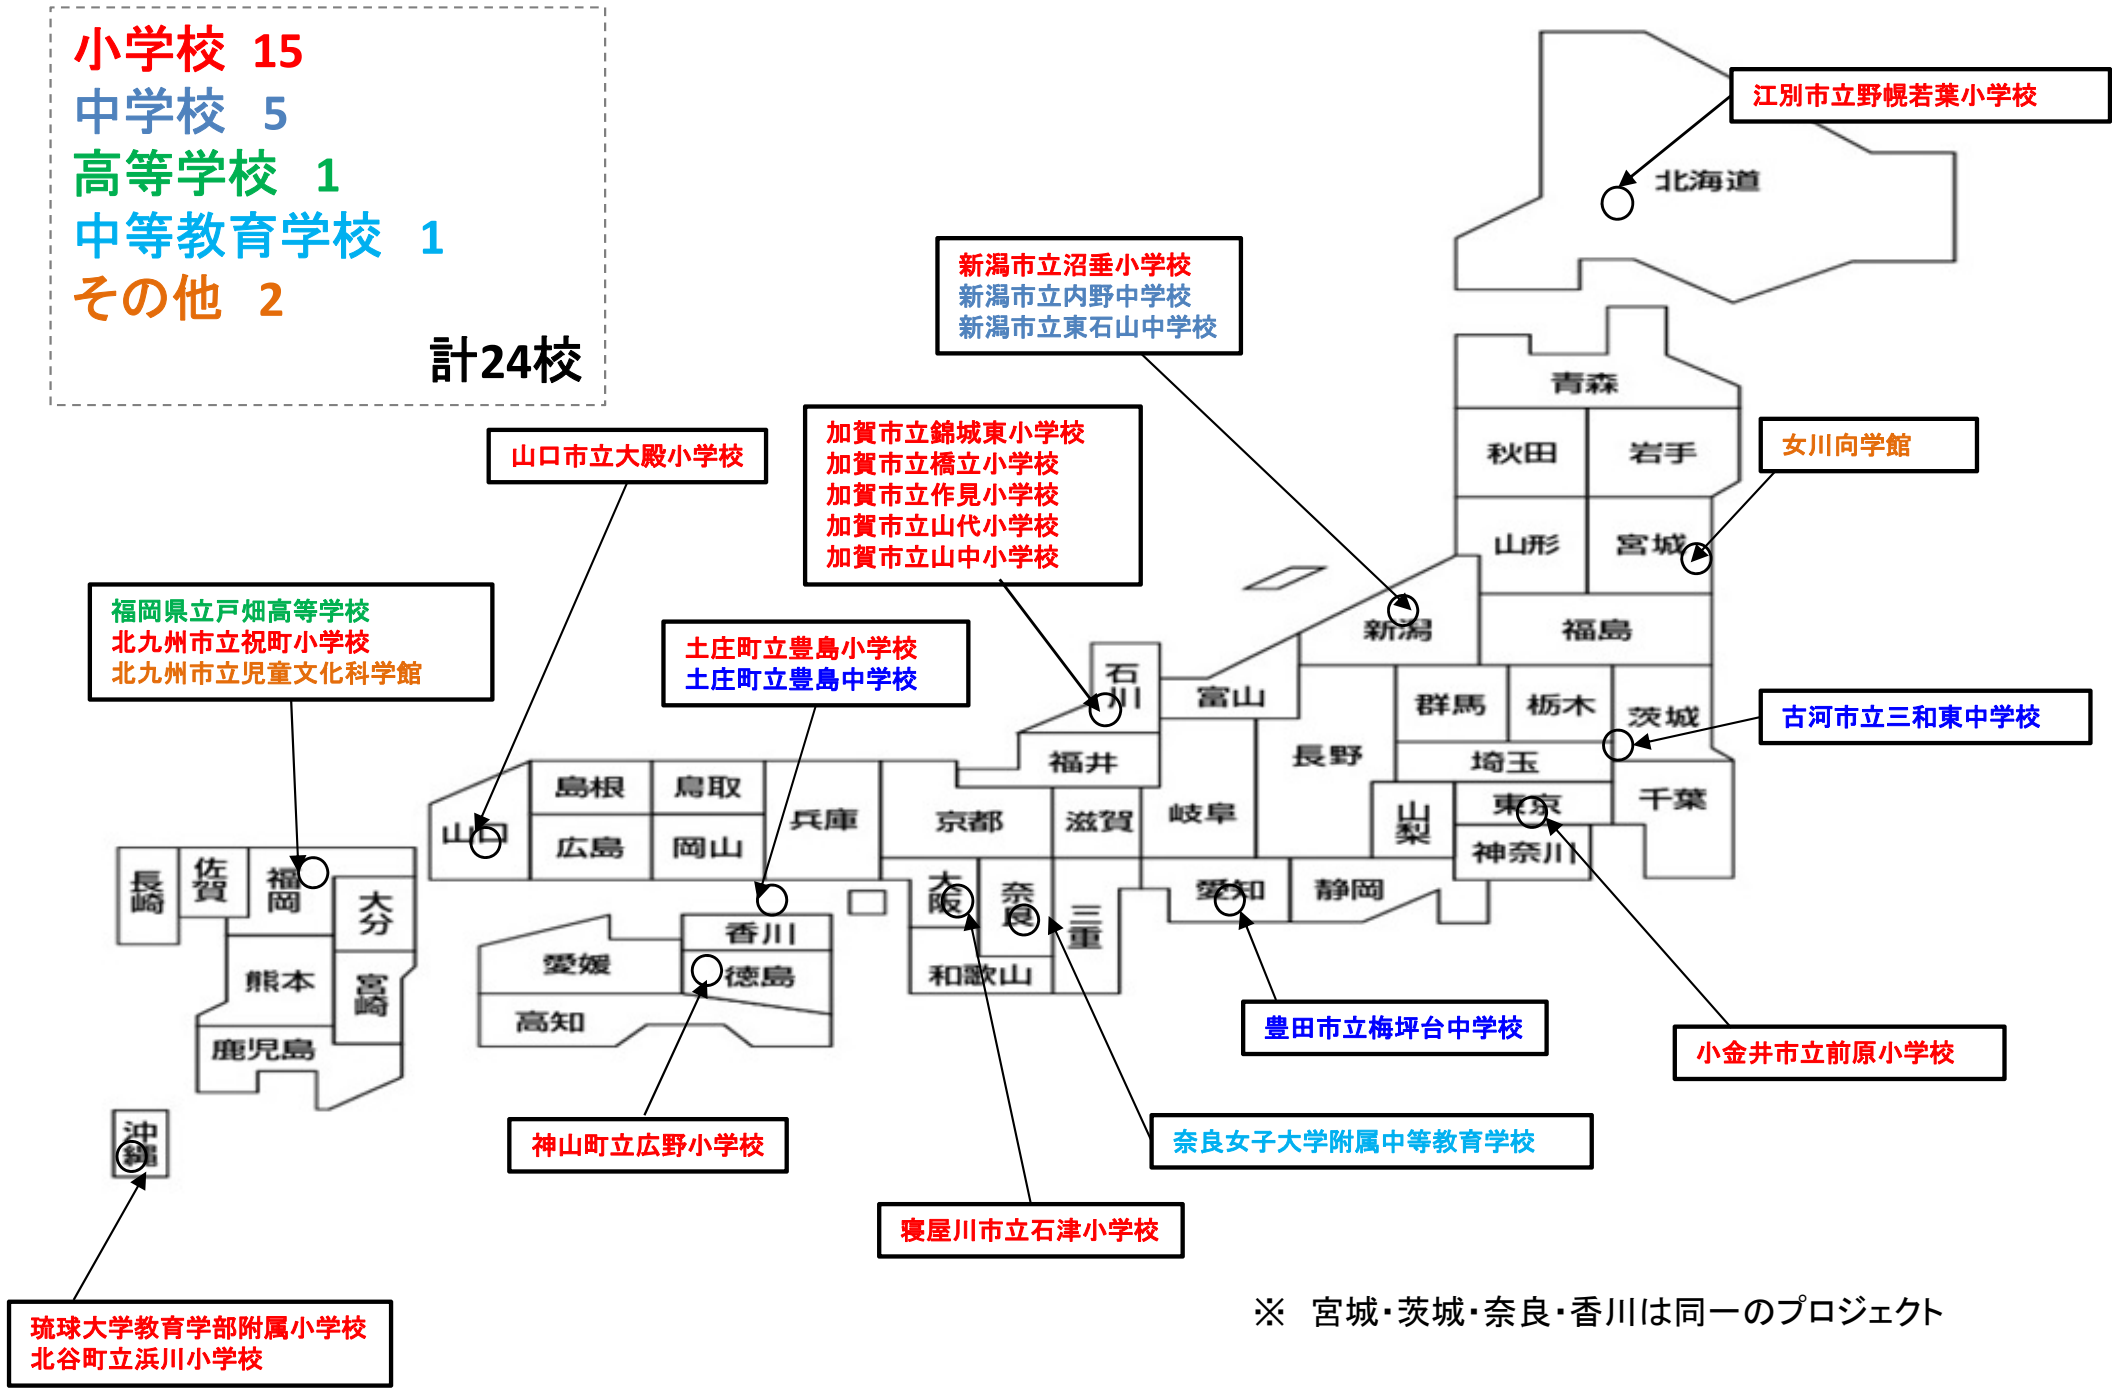 小学校 15
中学校 5
高等学校 1
中等教育学校 1
その他 2
計24校
江別市立野幌若葉小学校
北海道
新潟市立沼垂小学校
新潟市立内野中学校
新潟市立東石山中学校
青森
秋田
岩手
女川向学館
山形
宮城
加賀市立錦城東小学校
加賀市立橋立小学校
加賀市立作見小学校
加賀市立山代小学校
加賀市立山中小学校
山口市立大殿小学校
福岡県立戸畑高等学校
北九州市立祝町小学校
北九州市立児童文化科学館
土庄町立豊島小学校
土庄町立豊島中学校
新潟
福島
石川
富山
群馬
栃木
茨城
古河市立三和東中学校
福井
長野
埼玉
島根
鳥取
兵庫
京都
滋賀
岐阜
山梨
東京
千葉
山口
広島
岡山
神奈川
長崎
佐賀
福岡
大分
大阪
奈良
三重
愛知
静岡
香川
愛媛
徳島
和歌山
熊本
宮崎
高知
鹿児島
豊田市立梅坪台中学校
小金井市立前原小学校
沖縄
神山町立広野小学校
奈良女子大学附属中等教育学校
寝屋川市立石津小学校
琉球大学教育学部附属小学校
北谷町立浜川小学校
※ 宮城・茨城・奈良・香川は同一のプロジェクト